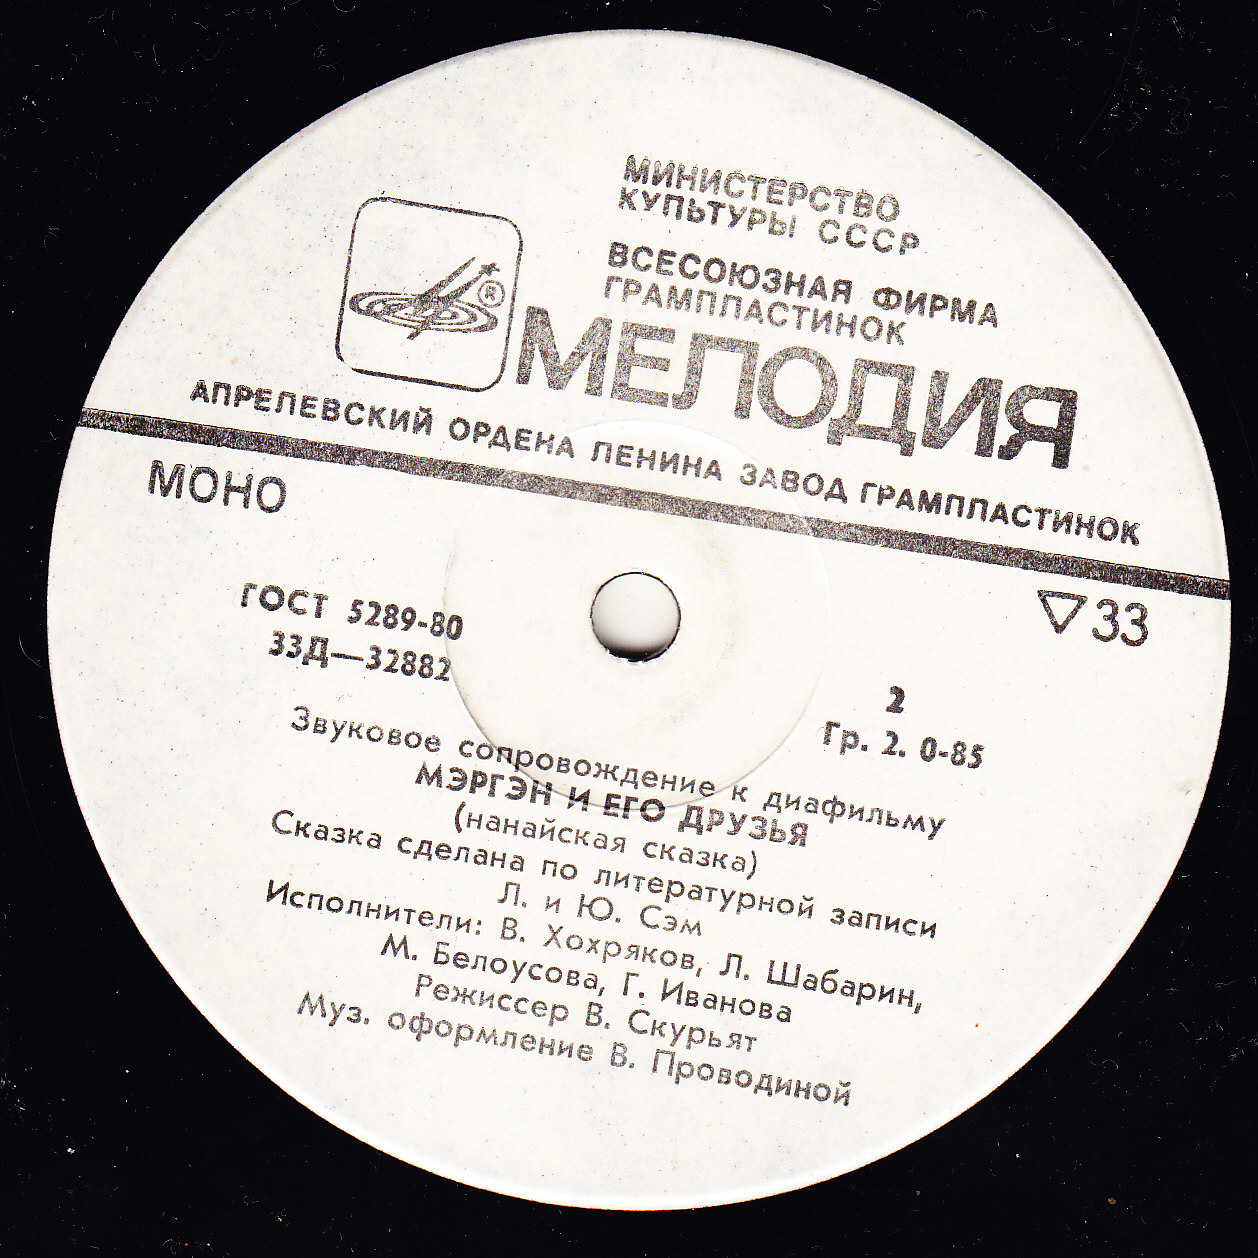 МИНИСТЕРСТВО
КУЛЬТУРЫ СССР
ВСЕСОЮЗНАЯ ФИРМА
ГРАМПЛАСТИНОК
МЕЛОДИЯ
®
АПРЕЛЕВСКИЙ ОРДЕНА ЛЕНИНА ЗАВОД ГРАМПЛАСТИНОК
МОНО
▽33
ГОСТ 5289-80
33Д—32882
2
Гр. 2. 0-85
Звуковое сопровождение к диафильму
МЭРГЭН И ЕГО ДРУЗЬЯ
(нанайская сказка)
Сказка сделана по литературной записи
Л. и Ю. Сэм
Исполнители: В. Хохряков, Л. Шабарин,
М. Белоусова, Г. Иванова
Режиссер В. Скурьят
Муз. оформление В. Проводиной